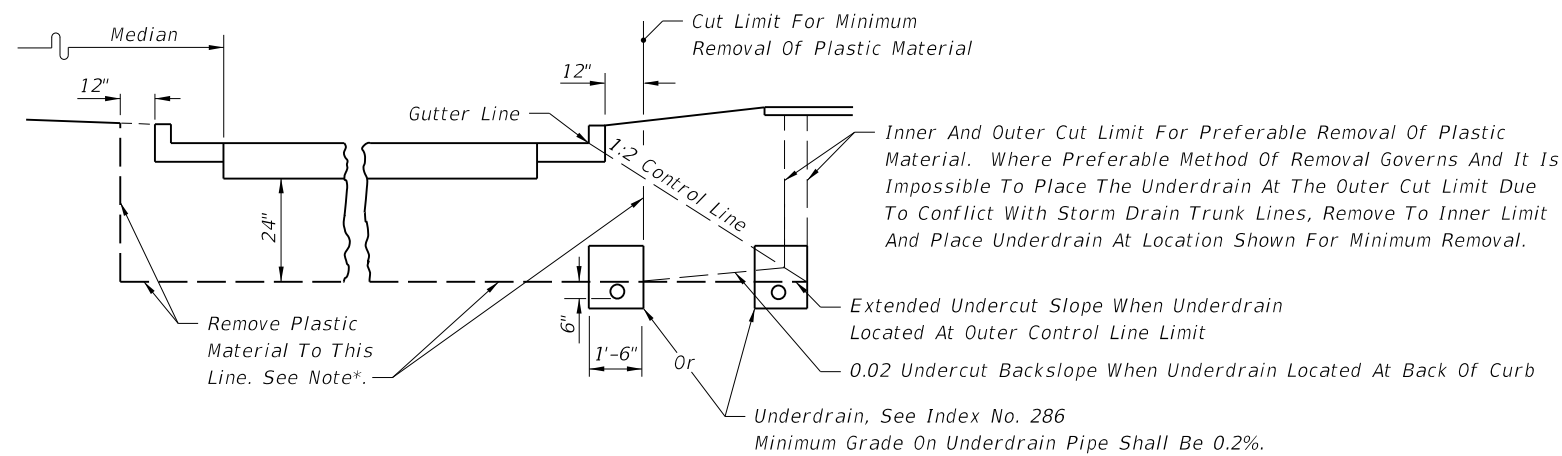 Median
Cut Limit For Minimum
Removal Of Plastic Material
12"
12"
Gutter Line
1:2 Control Line
Inner And Outer Cut Limit For Preferable Removal Of Plastic
Material. Where Preferable Method Of Removal Governs And It Is
Impossible To Place The Underdrain At The Outer Cut Limit Due
To Conflict With Storm Drain Trunk Lines, Remove To Inner Limit
And Place Underdrain At Location Shown For Minimum Removal.
24"
6"
1'-6"
Or
Remove Plastic
Material To This
Line. See Note*.
Extended Undercut Slope When Underdrain
Located At Outer Control Line Limit
0.02 Undercut Backslope When Underdrain Located At Back Of Curb
Underdrain, See Index No. 286
Minimum Grade On Underdrain Pipe Shall Be 0.2%.